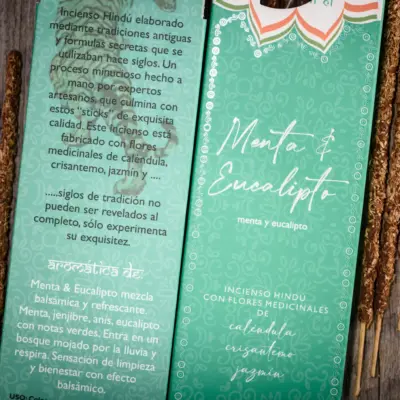 Incienso Hindú elaborado
mediante tradiciones antiguas
y formulas secretas que se
utilizaban hace siglos. Un
proceso minucioso hecho a
mano por expertos
artesanos, que culmina con
estos "sticks" de exquisita
calidad. Este incienso está
fabricado con flores
medicinales de caléndula,
crisantemo, jazmín y ....
.....siglos de tradición no
pueden ser revelados al
completo, sólo experimenta
su exquisitez.
aromática de:
Menta & Eucalipto mezcla
balsámica y refrescante
Menta, jenjibre, anís, eucalipto
con notas verdes. Entra en un
bosque mojado por la lluvia y
respira. Sensación de limpieza
y bienestar con efecto
balsámico.
Menta &
Eucalipto
menta y eucalipto
INCIENSO HINDÚ
CON FLORES MEDICINALES
DE
caléndula
crisantemo
jazmín